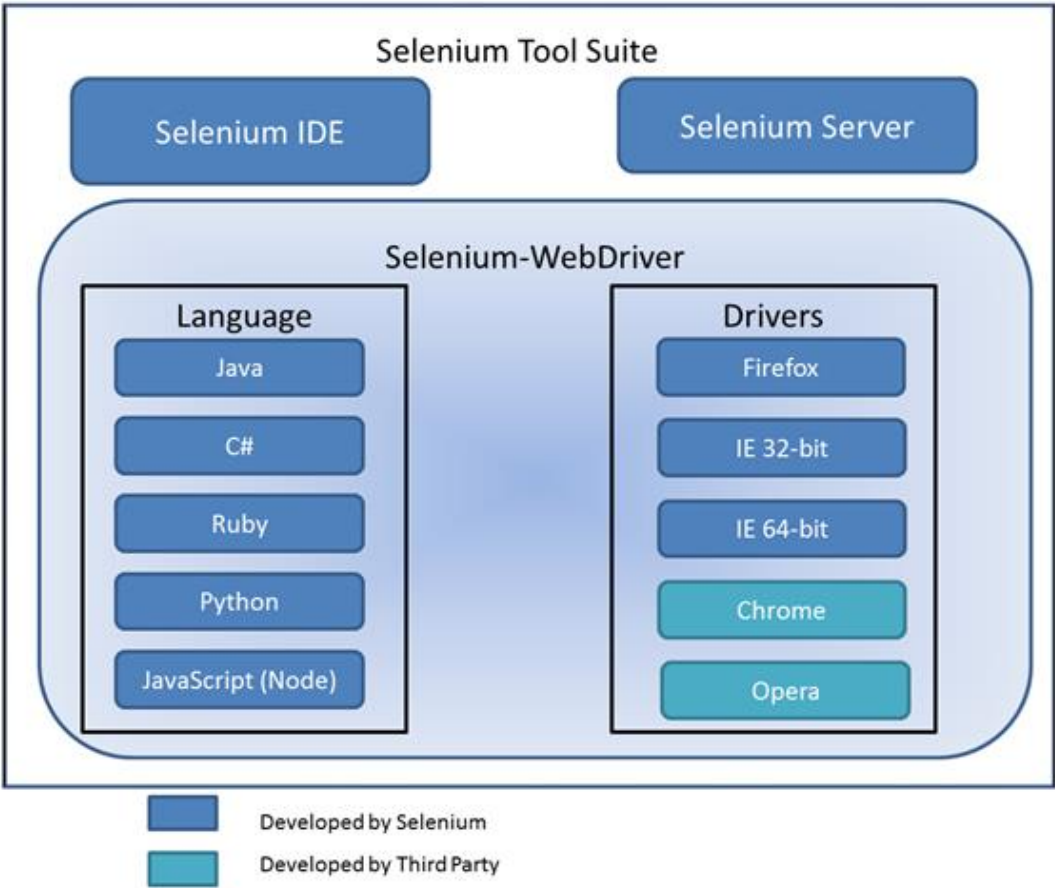 Selenium Tool Suite
Selenium IDE
Selenium Server
Selenium-WebDriver
Language
Java
C#
Ruby
Python
JavaScript (Node)
Drivers
Firefox
IE 32-bit
IE 64-bit
Chrome
Opera
Developed by Selenium
Developed by Third Party